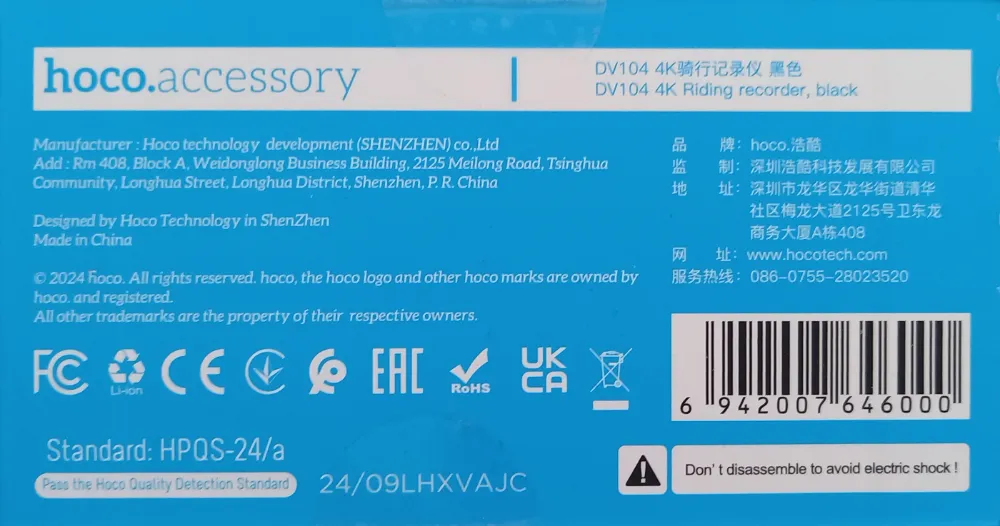 hoco.accessory
DV104 4K骑行记录仪 黑色
DV104 4K Riding recorder, black
Manufacturer : Hoco technology development (SHENZHEN) co.,Ltd
Add : Rm 408, Block A, Weidonglong Business Building, 2125 Meilong Road, Tsinghua
Community, Longhua Street, Longhua District, Shenzhen, P. R. China
Designed by Hoco Technology in ShenZhen
Made in China
© 2024 hoco. All rights reserved. hoco, the hoco logo and other hoco marks are owned by
hoco. and registered.
All other trademarks are the property of their respective owners.
品 牌: hoco.浩酷
监 制: 深圳浩酷科技发展有限公司
地 址: 深圳市龙华区龙华街道清华
社区梅龙大道2125号卫东龙
商务大厦A栋408
网 址: www.hocotech.com
服务热线: 086-0755-28023520
FC
Li-ion
CE
EAC
RoHS
UK
CA
6 942007 646000
Standard: HPQS-24/a
Pass the Hoco Quality Detection Standard
24/09LHXVAJC
Don't disassemble to avoid electric shock !